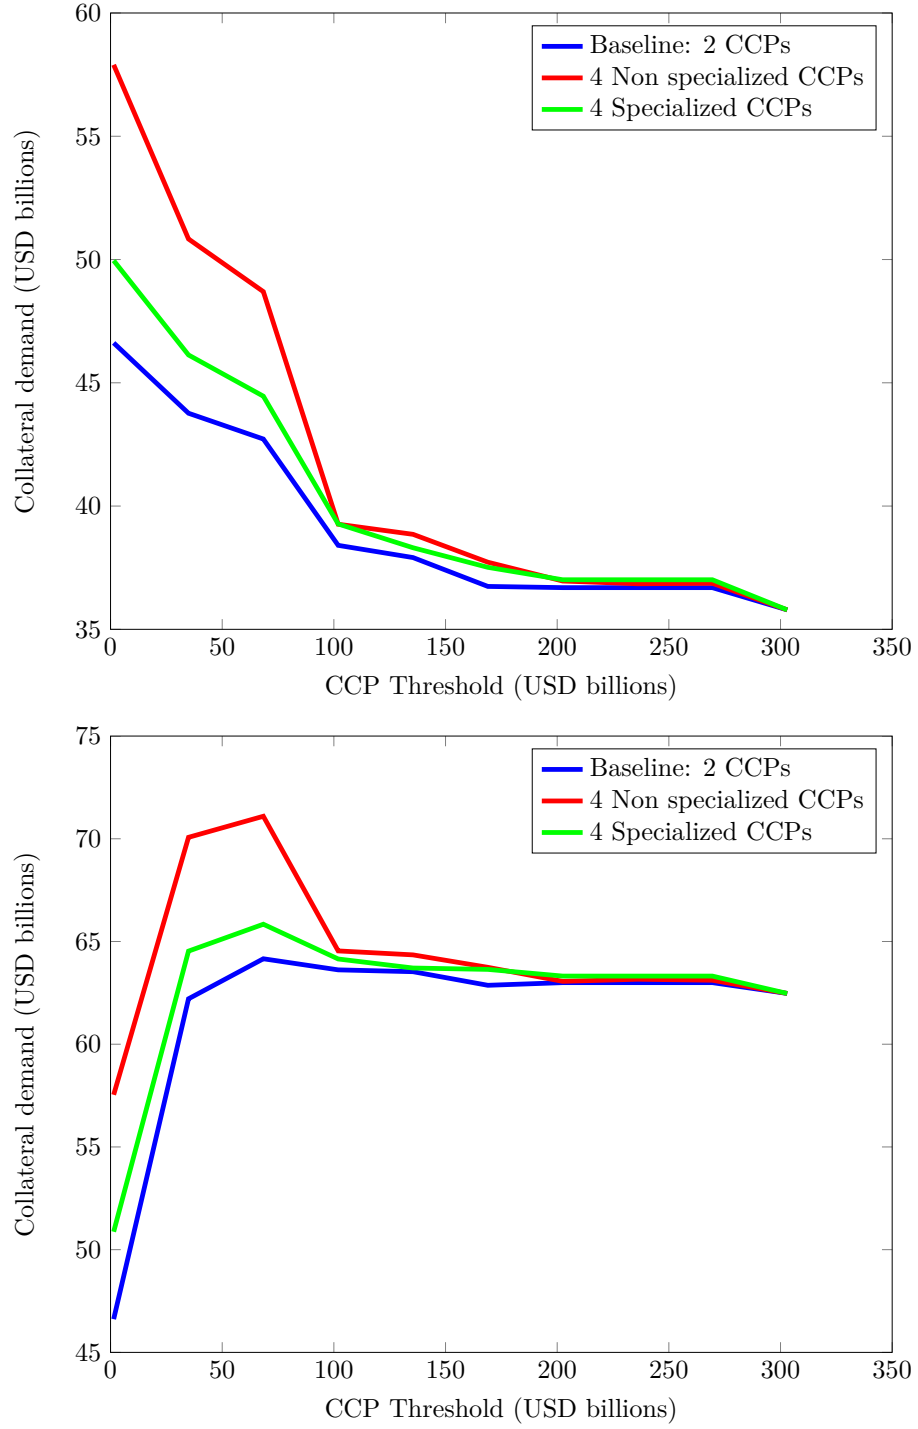 60
55
50
45
40
35
Collateral demand (USD billions)
Baseline: 2 CCPs
4 Non specialized CCPs
4 Specialized CCPs
0 50 100 150 200 250 300 350
CCP Threshold (USD billions)
75
70
65
60
55
50
45
Collateral demand (USD billions)
Baseline: 2 CCPs
4 Non specialized CCPs
4 Specialized CCPs
0 50 100 150 200 250 300 350
CCP Threshold (USD billions)